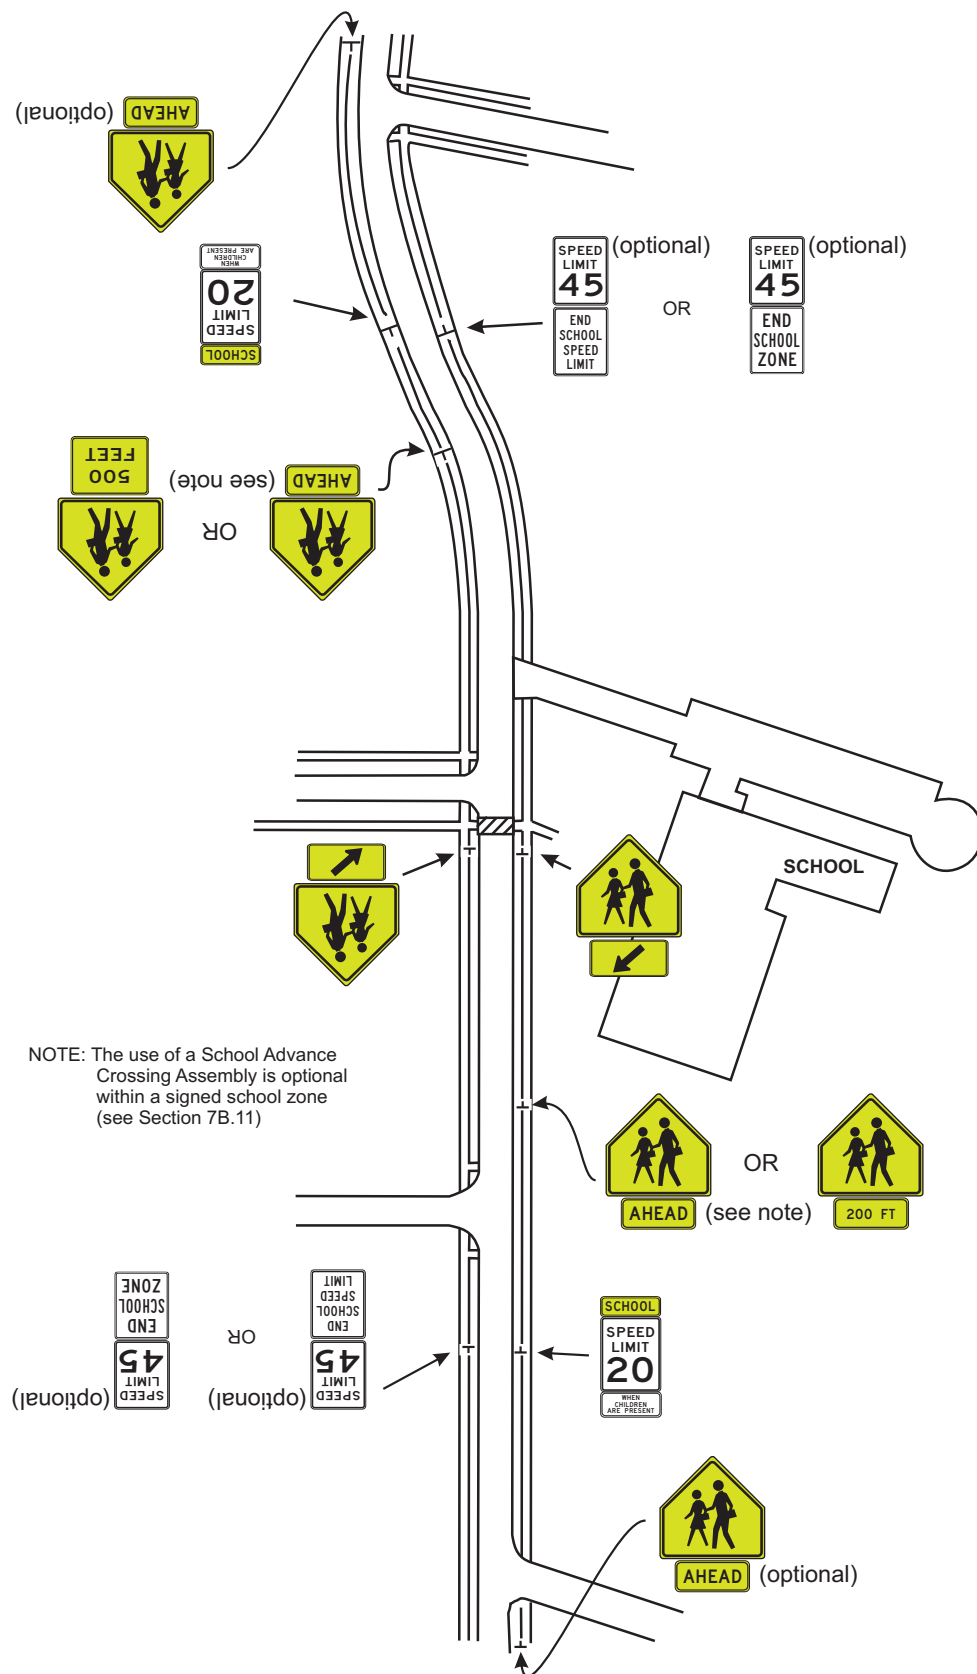 AHEAD (optional)
WHEN
CHILDREN
ARE PRESENT
20
LIMIT
SPEED
SCHOOL
SPEED
LIMIT
45
(optional)
END
SCHOOL
SPEED
LIMIT
OR
SPEED
LIMIT
45
(optional)
END
SCHOOL
ZONE
500
FEET
OR
AHEAD (see note)
SCHOOL
NOTE: The use of a School Advance
Crossing Assembly is optional
within a signed school zone
(see Section 7B.11)
AHEAD (see note)
OR
200 FT
END
SCHOOL
ZONE
SPEED
LIMIT
45
(optional)
OR
END
SCHOOL
SPEED
LIMIT
SPEED
LIMIT
45
(optional)
SCHOOL
SPEED
LIMIT
20
WHEN
CHILDREN
ARE PRESENT
AHEAD (optional)